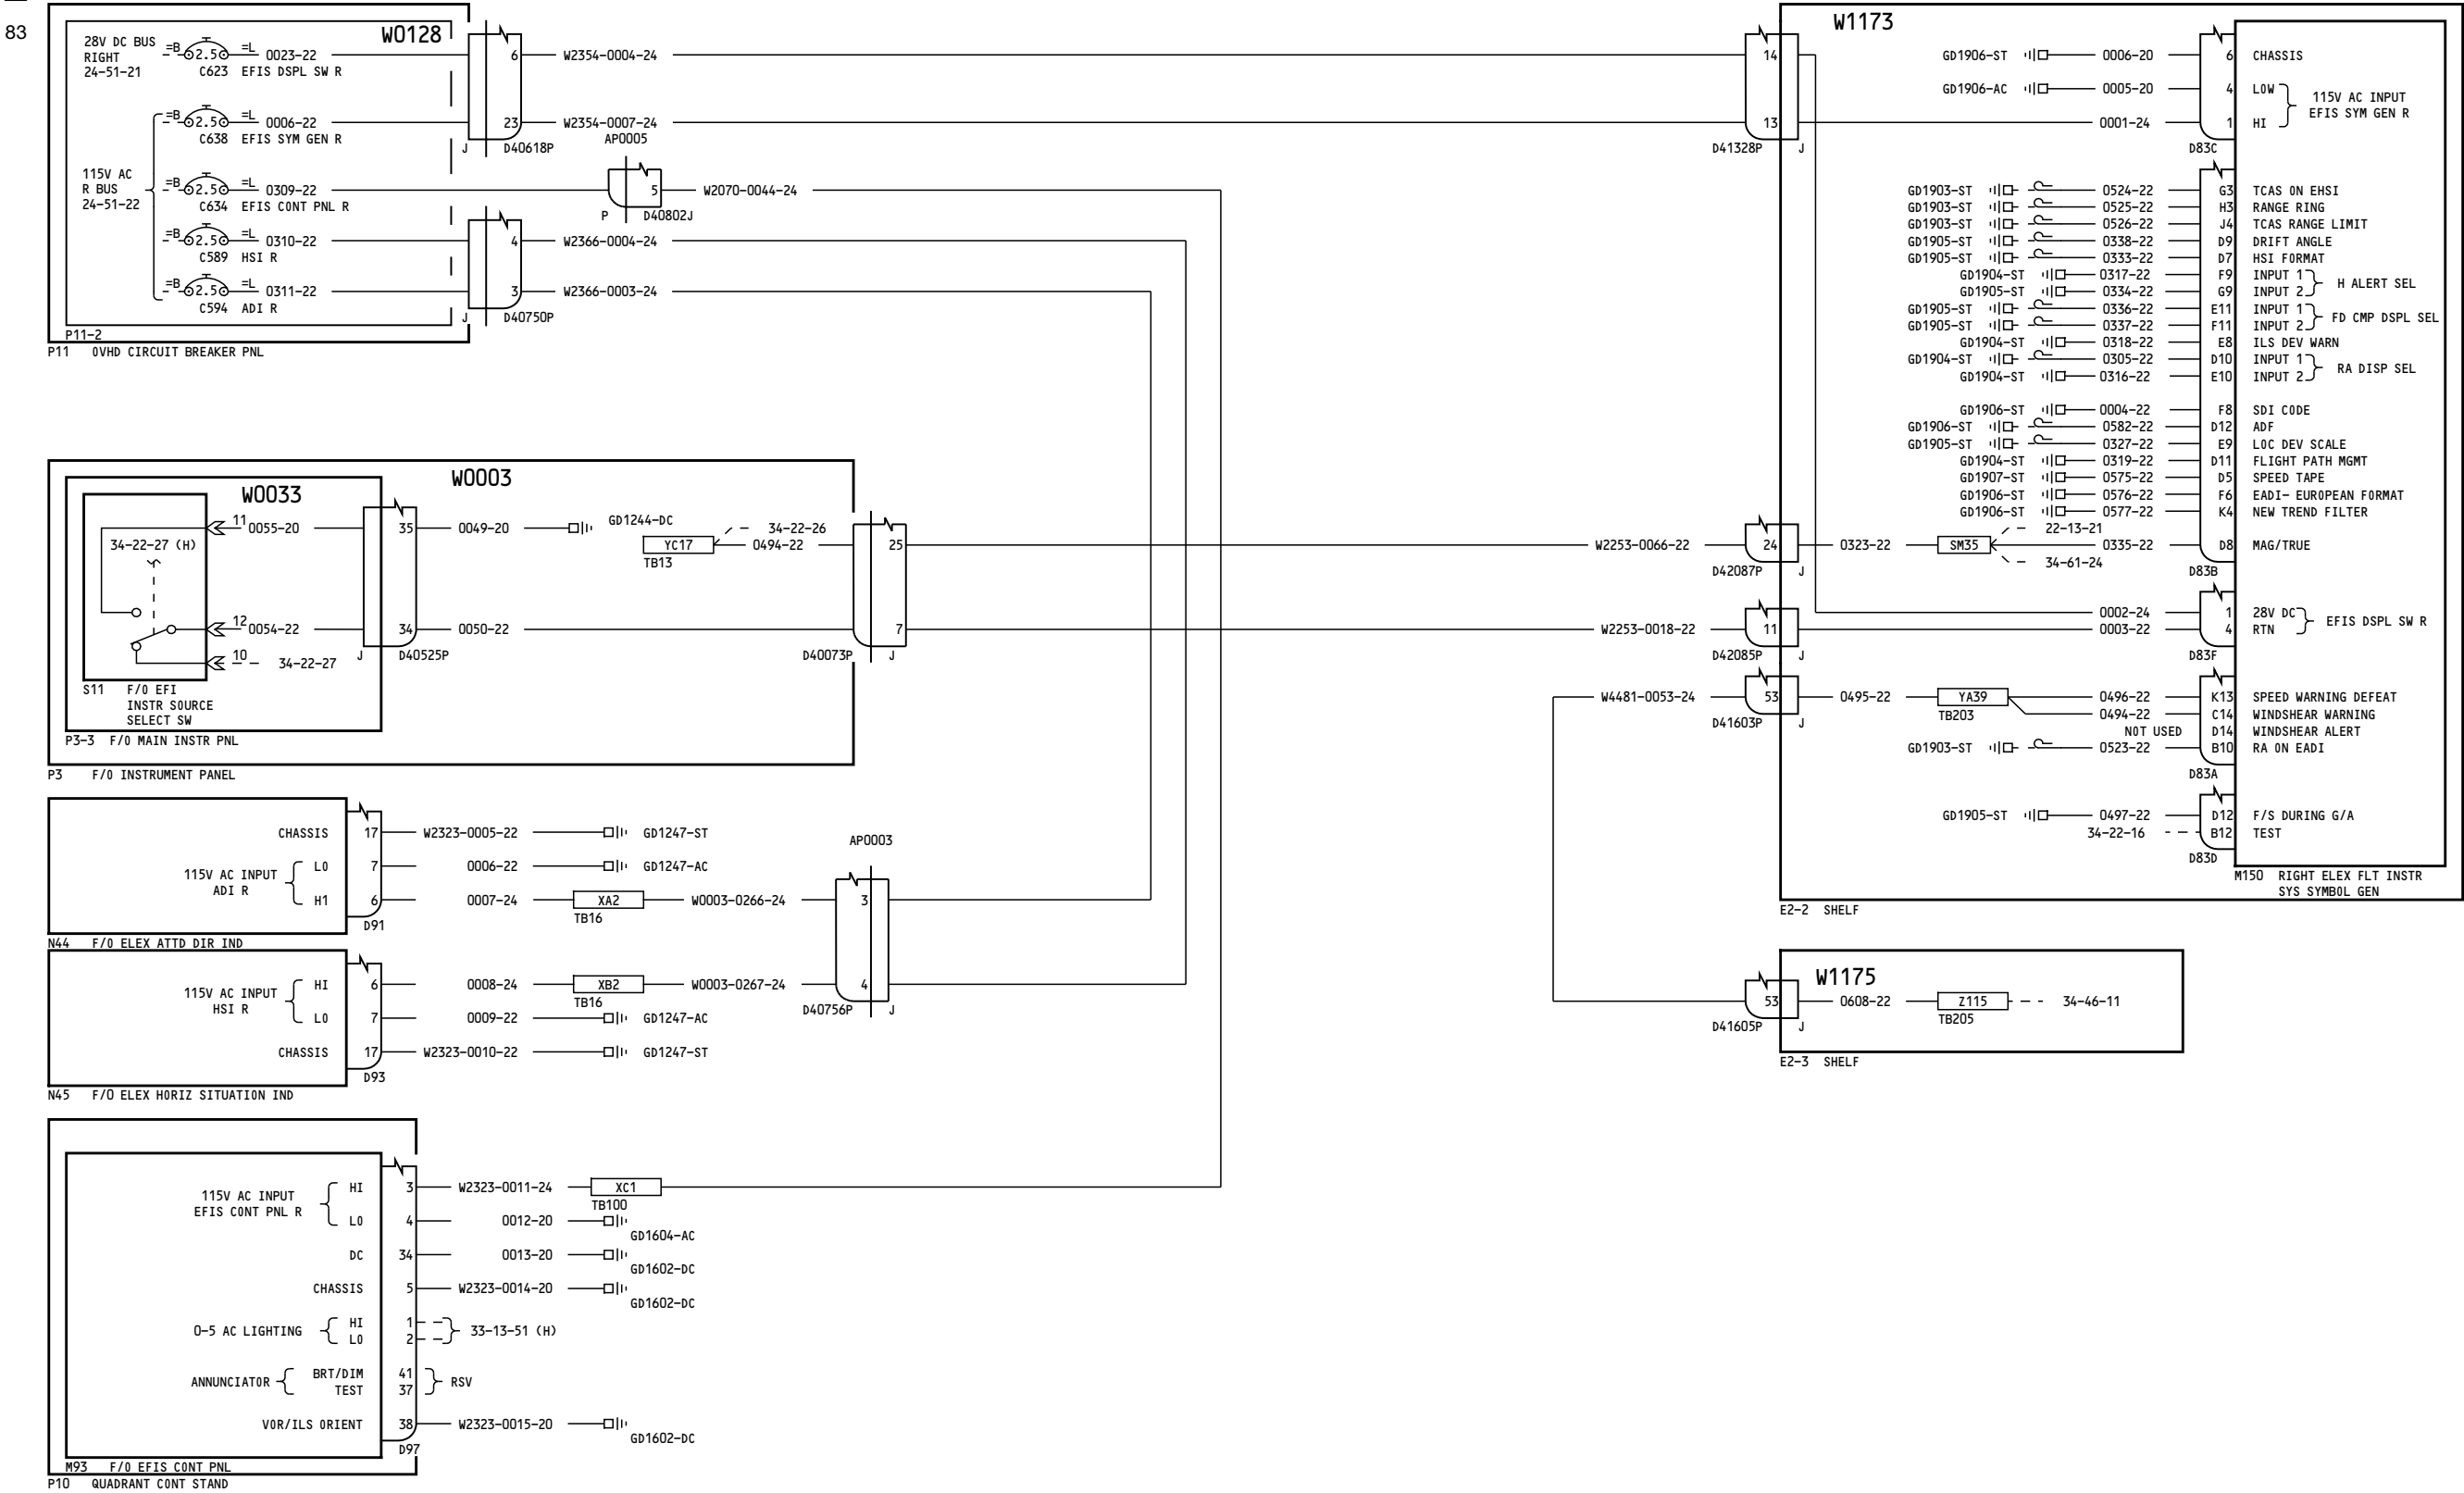 83
W0128
28V DC BUS
RIGHT
24-51-21
=B 2.5 =L 0023-22
C623 EFIS DSPL SW R
6 W2354-0004-24
=B 2.5 =L 0006-22
C638 EFIS SYM GEN R
23 W2354-0007-24
J D40618P
AP0005
115V AC
R BUS
24-51-22
=B 2.5 =L 0309-22
C634 EFIS CONT PNL R
5 W2070-0044-24
P D40802J
=B 2.5 =L 0310-22
C589 HSI R
4 W2366-0004-24
=B 2.5 =L 0311-22
C594 ADI R
3 W2366-0003-24
J D40750P
P11-2
P11 OVHD CIRCUIT BREAKER PNL
W0003
W0033
34-22-27 (H)
11 0055-20
35 0049-20 GD1244-DC
YC17
TB13
34-22-26
0494-22
25 W2253-0066-22
12 0054-22
34 0050-22
7 W2253-0018-22
10 34-22-27
J D40525P
D40073P J
S11 F/O EFI
INSTR SOURCE
SELECT SW
P3-3 F/O MAIN INSTR PNL
P3 F/O INSTRUMENT PANEL
CHASSIS 17 W2323-0005-22 GD1247-ST
115V AC INPUT
ADI R
LO 7 0006-22 GD1247-AC
HI 6 0007-24 XA2 W0003-0266-24 3
TB16
D91
AP0003
N44 F/O ELEX ATTD DIR IND
115V AC INPUT
HSI R
HI 6 0008-24 XB2 W0003-0267-24 4
TB16
D40756P J
LO 7 0009-22 GD1247-AC
CHASSIS 17 W2323-0010-22 GD1247-ST
D93
N45 F/O ELEX HORIZ SITUATION IND
115V AC INPUT
EFIS CONT PNL R
HI 3 W2323-0011-24 XC1
TB100
LO 4 0012-20
GD1604-AC
DC 34 0013-20
GD1602-DC
CHASSIS 5 W2323-0014-20
GD1602-DC
0-5 AC LIGHTING
HI 1
LO 2
33-13-51 (H)
ANNUNCIATOR
BRT/DIM 41
TEST 37
RSV
VOR/ILS ORIENT 38 W2323-0015-20
GD1602-DC
D97
M93 F/O EFIS CONT PNL
P10 QUADRANT CONT STAND
W1173
14
13
D41328P J
GD1906-ST 0006-20 6 CHASSIS
GD1906-AC 0005-20 4 LOW
0001-24 1 HI
115V AC INPUT
EFIS SYM GEN R
D83C
GD1903-ST 0524-22 G3 TCAS ON EHSI
GD1903-ST 0525-22 H3 RANGE RING
GD1903-ST 0526-22 J4 TCAS RANGE LIMIT
GD1905-ST 0338-22 D9 DRIFT ANGLE
GD1905-ST 0333-22 D7 HSI FORMAT
GD1904-ST 0317-22 F9 INPUT 1
GD1905-ST 0334-22 G9 INPUT 2
H ALERT SEL
GD1905-ST 0336-22 E11 INPUT 1
GD1905-ST 0337-22 F11 INPUT 2
FD CMP DSPL SEL
GD1904-ST 0318-22 E8 ILS DEV WARN
GD1904-ST 0305-22 D10 INPUT 1
GD1904-ST 0316-22 E10 INPUT 2
RA DISP SEL
GD1906-ST 0004-22 F8 SDI CODE
GD1906-ST 0582-22 D12 ADF
GD1905-ST 0327-22 E9 LOC DEV SCALE
GD1904-ST 0319-22 D11 FLIGHT PATH MGMT
GD1907-ST 0575-22 D5 SPEED TAPE
GD1906-ST 0576-22 F6 EADI- EUROPEAN FORMAT
GD1906-ST 0577-22 K4 NEW TREND FILTER
22-13-21
24 0323-22 SM35 0335-22 D8 MAG/TRUE
34-61-24
D42087P J
D83B
0002-24 1 28V DC
11 0003-22 4 RTN
EFIS DSPL SW R
D42085P J
D83F
W4481-0053-24 53 0495-22 YA39 0496-22 K13 SPEED WARNING DEFEAT
TB203
0494-22 C14 WINDSHEAR WARNING
D41603P J
NOT USED D14 WINDSHEAR ALERT
GD1903-ST 0523-22 B10 RA ON EADI
D83A
GD1905-ST 0497-22 D12 F/S DURING G/A
34-22-16 B12 TEST
D83D
M150 RIGHT ELEX FLT INSTR
SYS SYMBOL GEN
E2-2 SHELF
W1175
53 0608-22 Z115 34-46-11
TB205
D41605P J
E2-3 SHELF